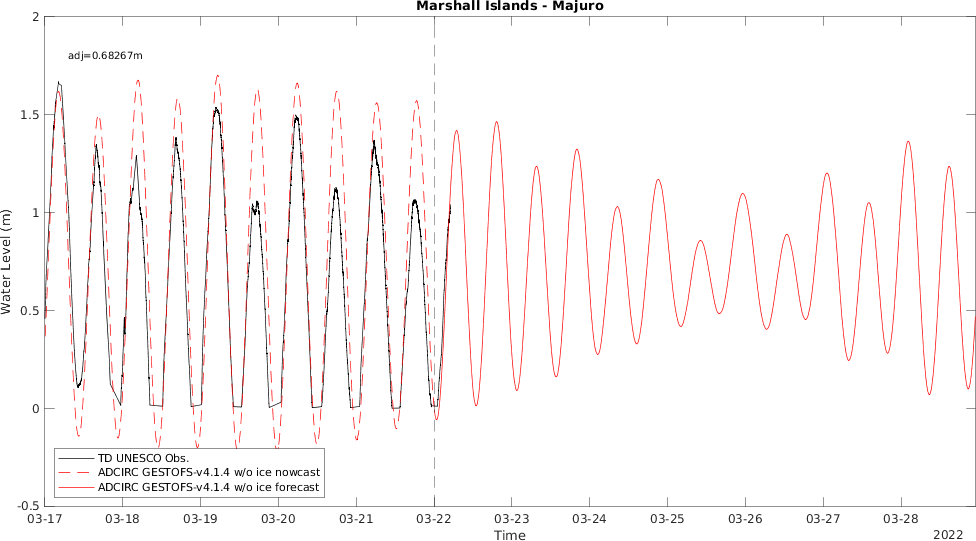 Marshall Islands - Majuro
adj=0.68267m
2
1.5
1
0.5
0
-0.5
Water Level (m)
TD UNESCO Obs.
ADCIRC GESTOFS-v4.1.4 w/o ice nowcast
ADCIRC GESTOFS-v4.1.4 w/o ice forecast
03-17 03-18 03-19 03-20 03-21 03-22 03-23 03-24 03-25 03-26 03-27 03-28
Time
2022